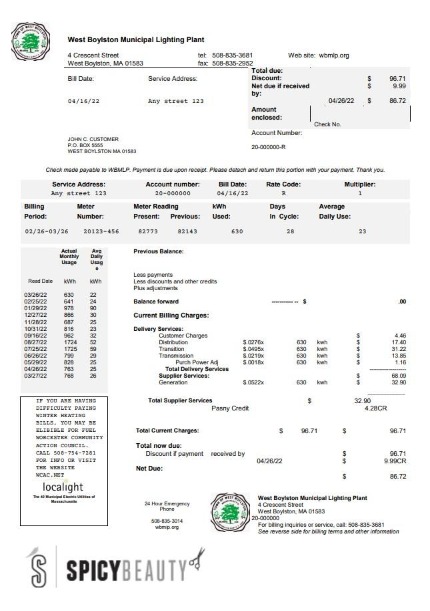 West Boylston Municipal Lighting Plant
4 Crescent Street tel: 508-835-3681 Web site: wbmlp.org
West Boylston, MA 01583 fax: 508-835-2952
Bill Date: Service Address:
04/16/22 Any street 123
Total due: $ 96.71
Discount: $ 9.99
Net due if received by: 04/26/22 $ 86.72
Amount enclosed:
Check No.
Account Number:
20-000000-R
JOHN C. CUSTOMER
P.O. BOX 5555
WEST BOYLSTON MA 01583
Check made payable to WBMLP. Payment is due upon receipt. Please detach and return this portion with your payment. Thank you.
Service Address: Account number: Bill Date: Rate Code: Multiplier:
Any street 123 20-000000 04/16/22 R 1
Billing Meter Meter Reading kWh Days Average
Period: Number: Present: Previous: Used: In Cycle: Daily Use:
02/26-03/26 20123-456 82773 82143 630 28 23
Actual Monthly Usage Avg Daily Usage
Read Date kWh kWh
03/26/22 630 22
02/25/22 641 24
01/29/22 978 90
12/27/22 886 30
11/28/22 687 25
10/31/22 816 23
09/16/22 962 32
08/27/22 1724 52
07/26/22 1725 59
06/26/22 799 29
05/29/22 826 25
04/26/22 763 25
03/27/22 768 26
Previous Balance:
Less payments
Less discounts and other credits
Plus adjustments
Balance forward ---------- $ .00
Current Billing Charges:
Delivery Services:
Customer Charges 4.46
Distribution $.0276x 630 kwh $ 17.40
Transition $.0495x 630 kwh $ 31.22
Transmission $.0219x 630 kwh $ 13.85
Purch Power Adj $.0018x 630 kwh $ 1.16
Total Delivery Services
Supplier Services: $ 68.09
Generation $.0522x 630 kwh $ 32.90
Total Supplier Services $ 32.90
Pasny Credit 4.28CR
Total Current Charges: $ 96.71 $ 96.71
Total now due: $ 96.71
Discount if payment received by 04/26/22 $ 9.99CR
Net Due: $ 86.72
IF YOU ARE HAVING
DIFFICULTY PAYING
WINTER HEATING
BILLS. YOU MAY BE
ELIBIBLE FOR FUEL
WORCESTER COMMUNITY
ACTION COUNCIL.
CALL 508-754-7281
FOR INFO OR VISIT
THE WEBSITE
WCAC.NET
localight
The 40 Municipal Electric Utilities of
Massachusetts
24 Hour Emergency
Phone
508-835-3014
wbmlp.org
West Boylston Municipal Lighting Plant
4 Crescent Street
West Boylston, MA 01583
20-000000
For billing inquiries or service, call: 508-835-3681
See reverse side for billing terms and other information
SPICYBEAUTY